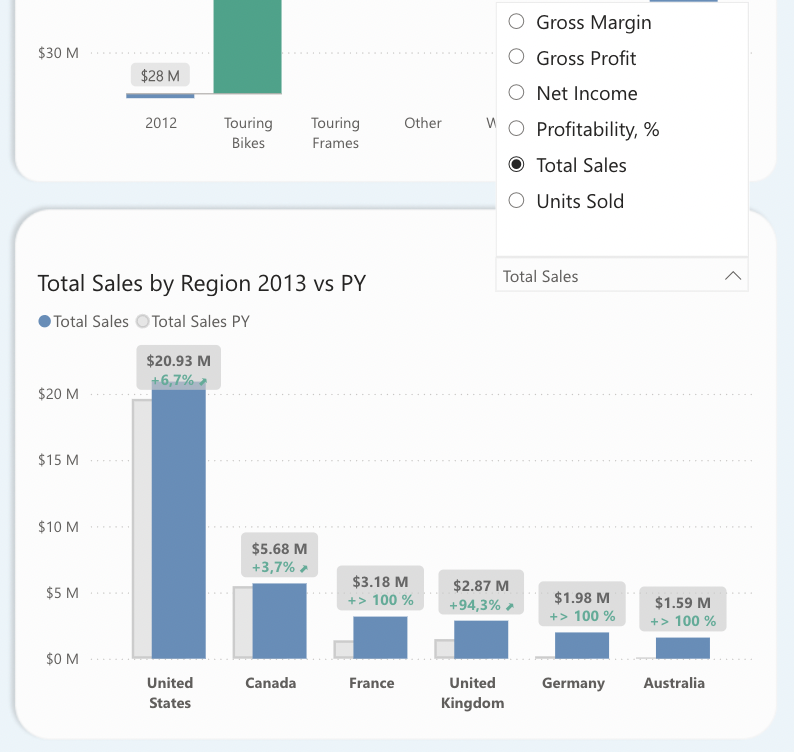 $30 M
$28 M
2012
Touring
Bikes
Touring
Frames
Other
Gross Margin
Gross Profit
Net Income
Profitability, %
Total Sales
Units Sold
Total Sales
Total Sales by Region 2013 vs PY
Total Sales
Total Sales PY
$20 M
$15 M
$10 M
$5 M
$0 M
$20.93 M
+6,7% ⬈
$5.68 M
+3,7% ⬈
$3.18 M
+> 100 %
$2.87 M
+94,3% ⬈
$1.98 M
+> 100 %
$1.59 M
+> 100 %
United
States
Canada
France
United
Kingdom
Germany
Australia